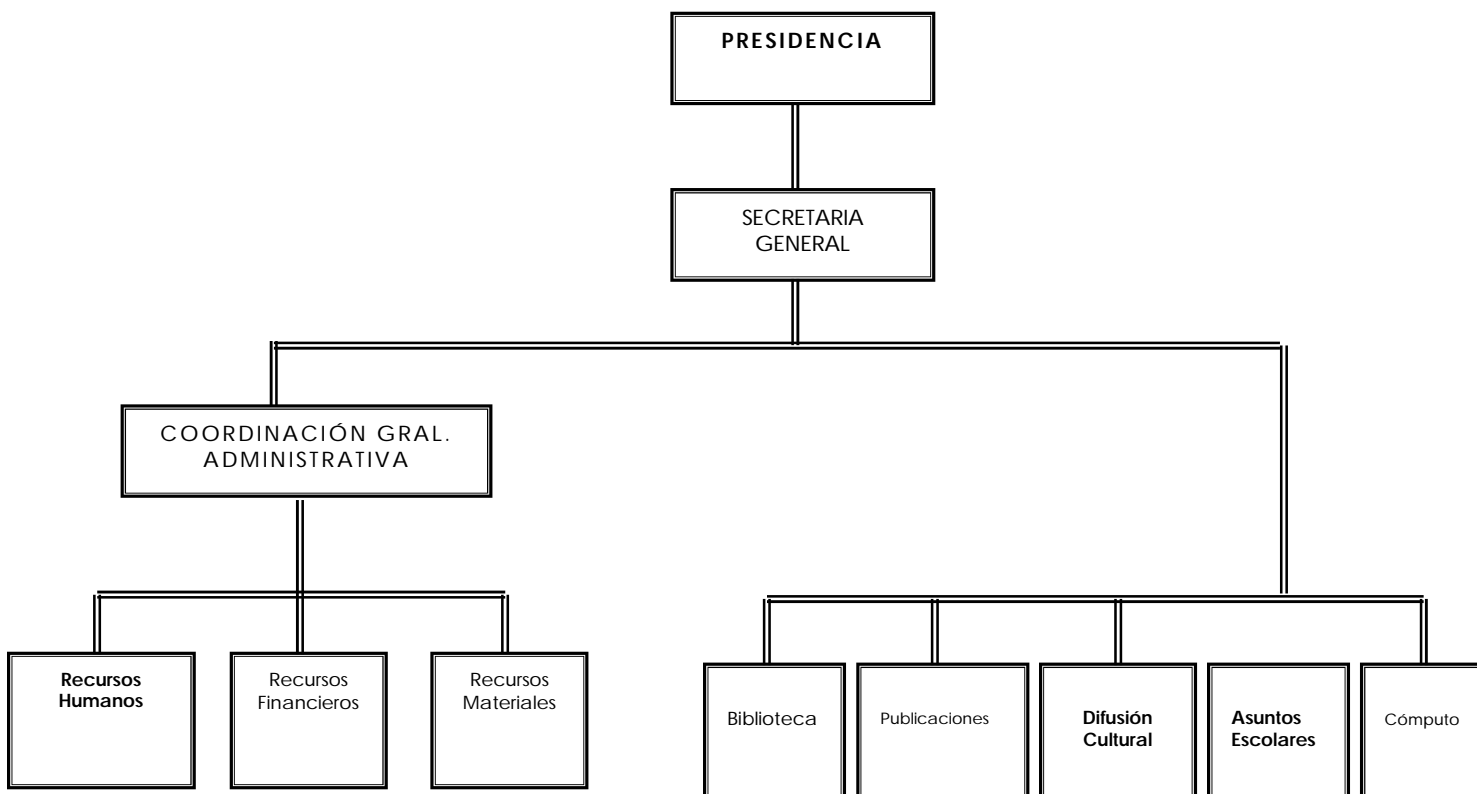 PRESIDENCIA
SECRETARIA
GENERAL
COORDINACIÓN GRAL.
ADMINISTRATIVA
Recursos
Humanos
Recursos
Financieros
Recursos
Materiales
Biblioteca
Publicaciones
Difusión
Cultural
Asuntos
Escolares
Cómputo